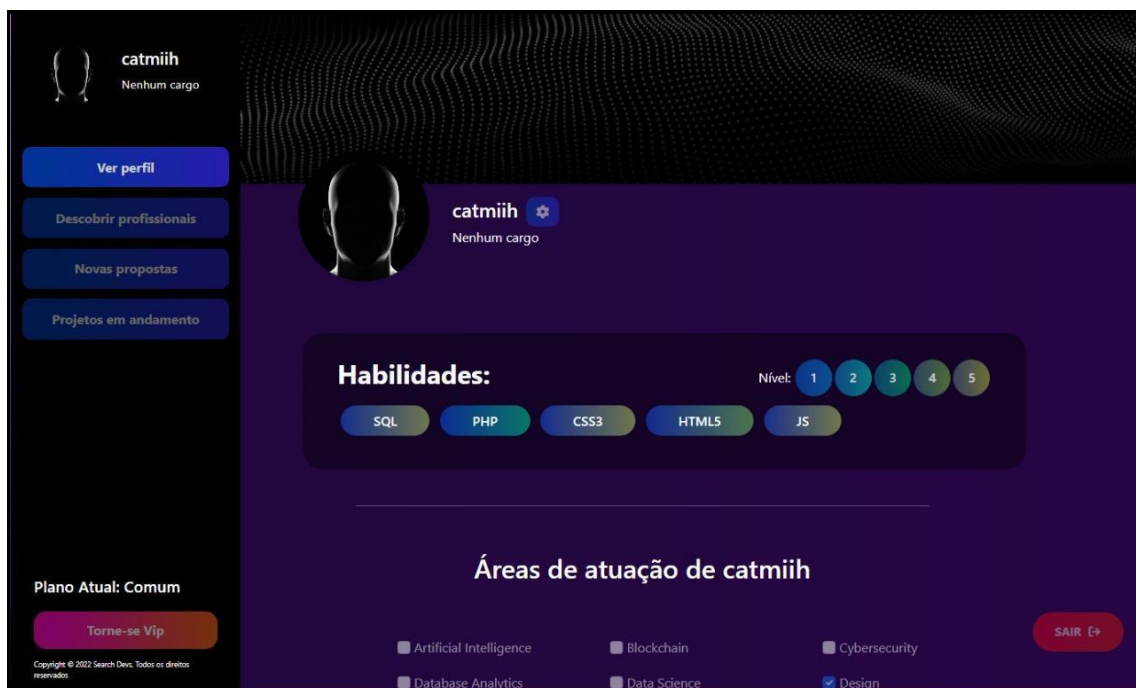 catmiih
Nenhum cargo
Ver perfil
Descobrir profissionais
Novas propostas
Projetos em andamento
Plano Atual: Comum
Torne-se Vip
Copyright © 2022 Search Devs. Todos os direitos
reservados
catmiih
Nenhum cargo
Habilidades:
Nível: 1 2 3 4 5
SQL PHP CSS3 HTML5 JS
Áreas de atuação de catmiih
Artificial Intelligence Blockchain Cybersecurity
Database Analytics Data Science Design
SAIR